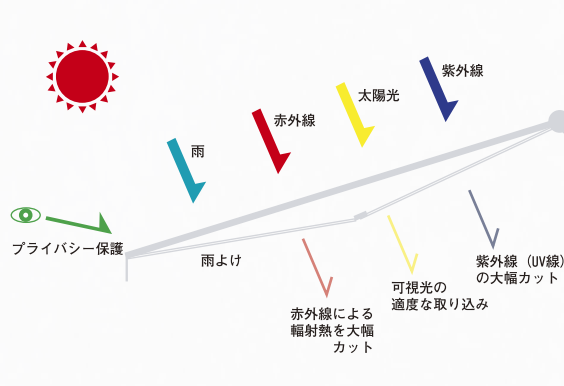 紫外線
太陽光
赤外線
雨
プライバシー保護
雨よけ
赤外線による
輻射熱を大幅
カット
可視光の
適度な取り込み
紫外線（UV線）
の大幅カット